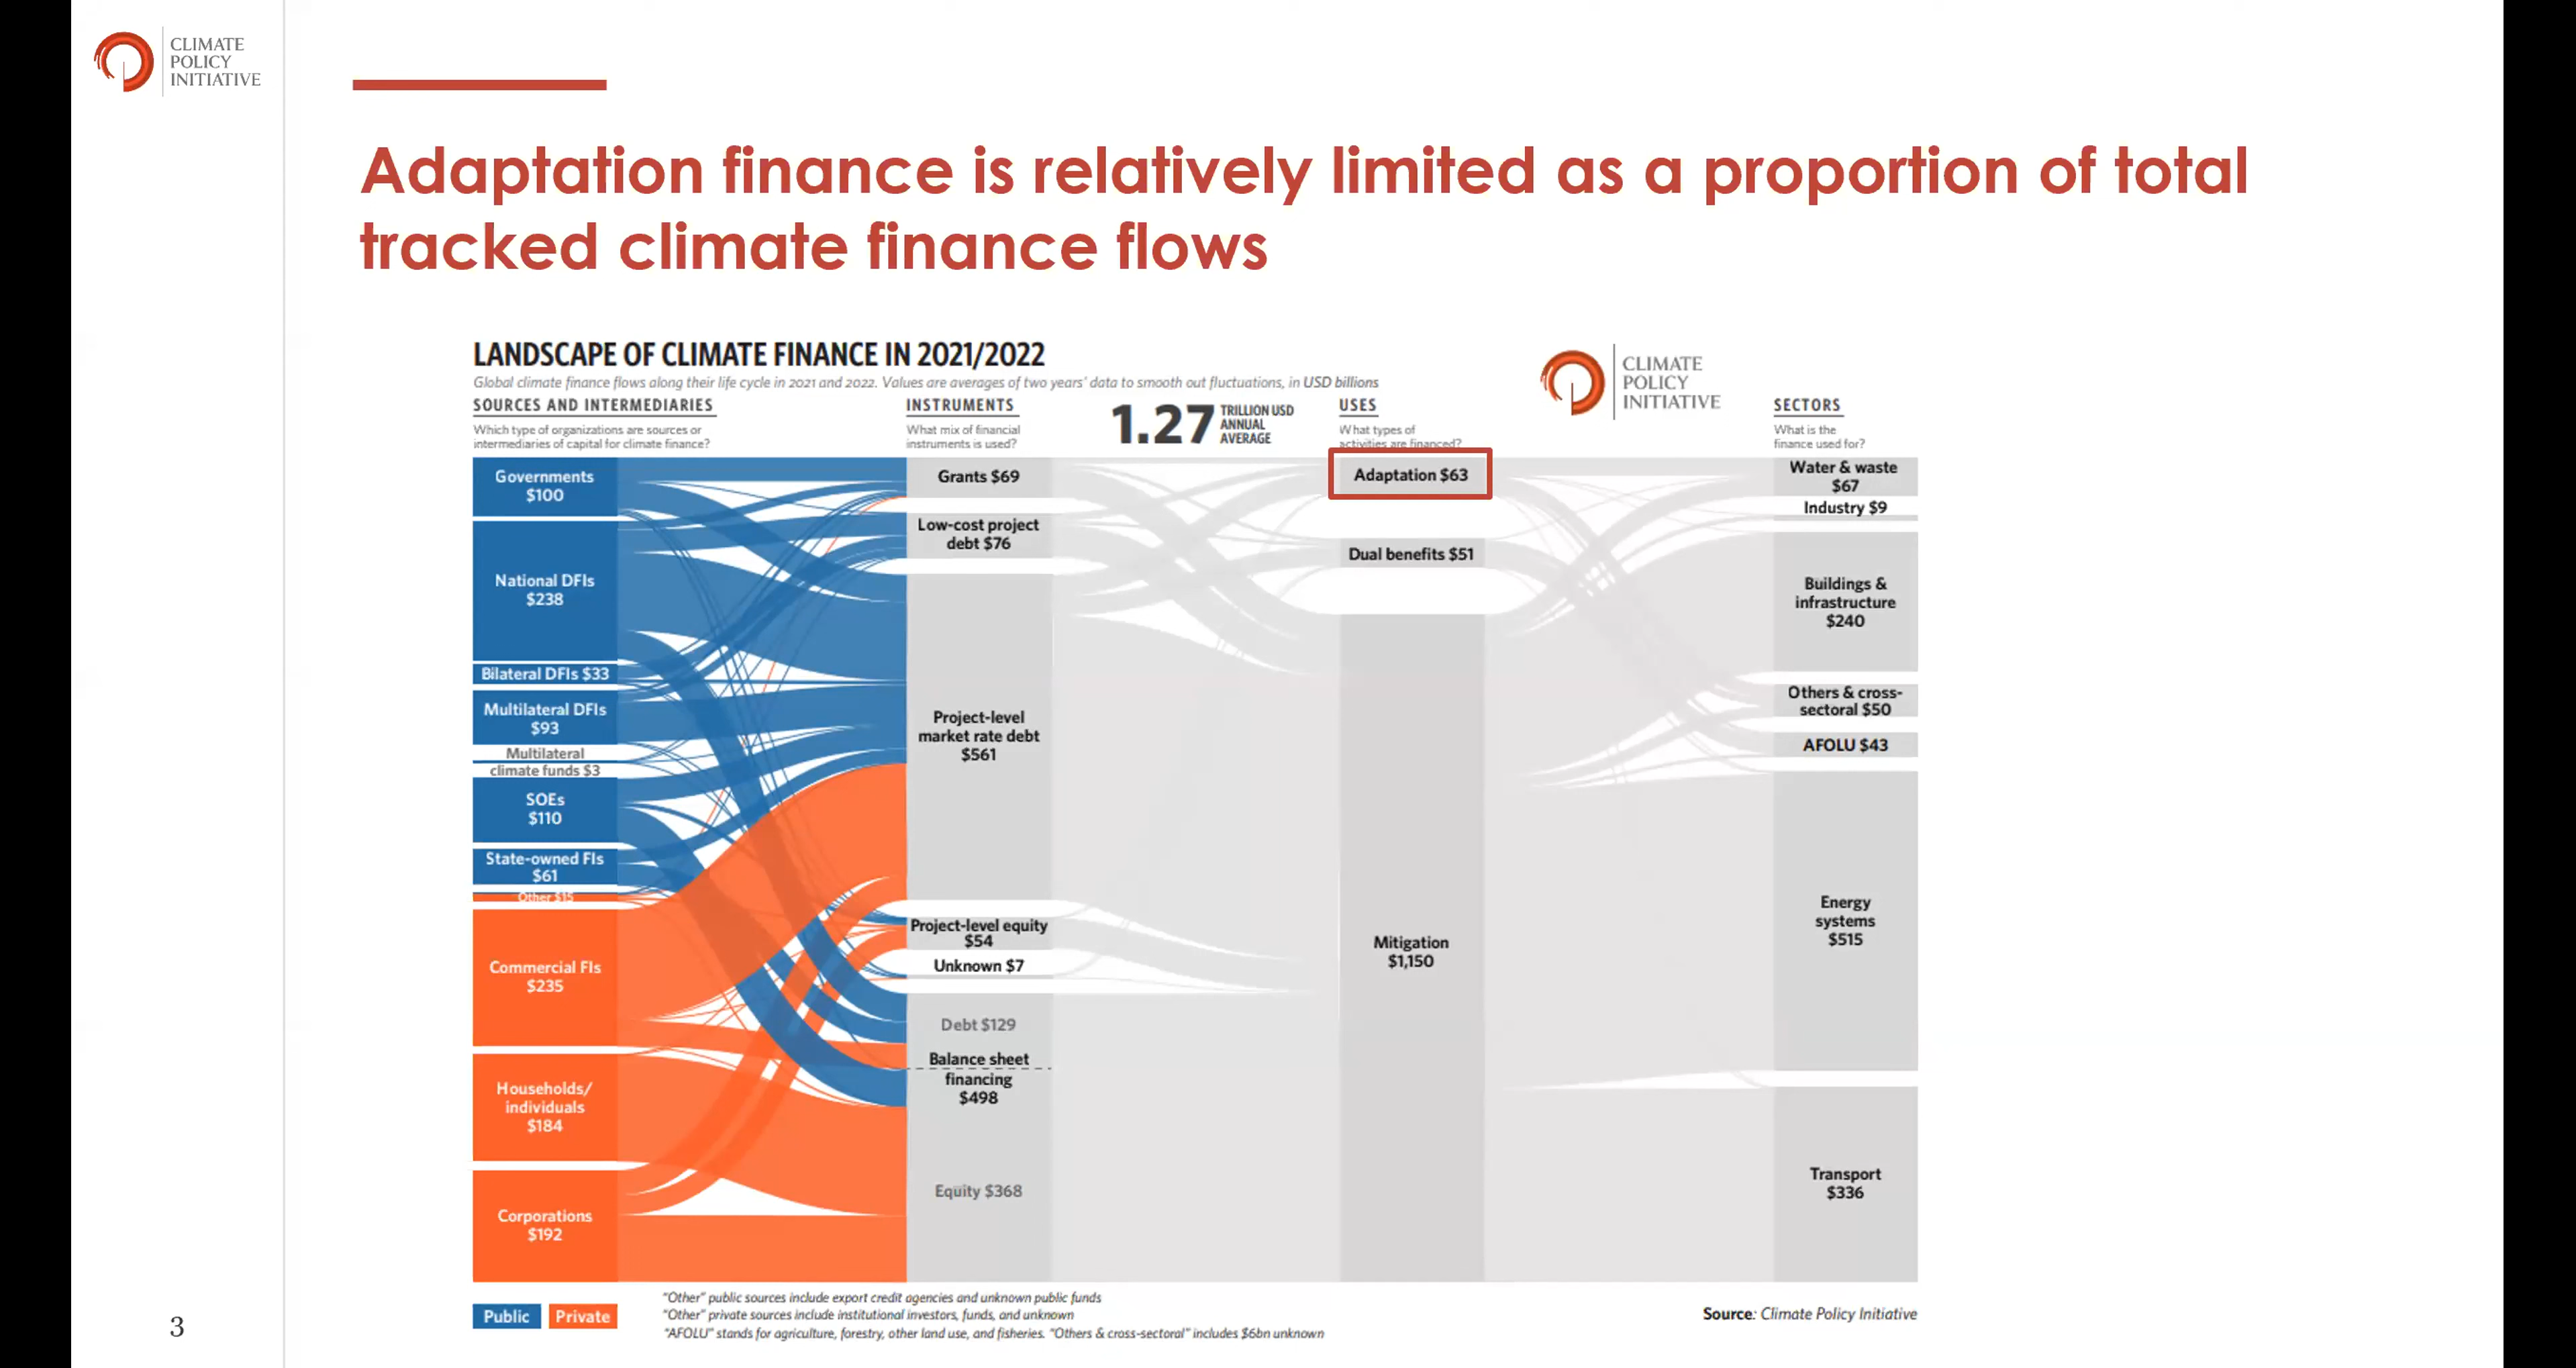 CLIMATE
POLICY
INITIATIVE
Adaptation finance is relatively limited as a proportion of total
tracked climate finance flows
LANDSCAPE OF CLIMATE FINANCE IN 2021/2022
Global climate finance flows along their life cycle in 2021 and 2022. Values are averages of two years' data to smooth out fluctuations, in USD billions
CLIMATE
POLICY
INITIATIVE
SOURCES AND INTERMEDIARIES
Which type of organizations are sources or
intermediaries of capital for climate finance?
INSTRUMENTS
What mix of financial
instruments is used?
1.27 TRILLION USD
ANNUAL
AVERAGE
USES
What types of
activities are financed?
SECTORS
What is the
finance used for?
Governments
$100
National DFIs
$238
Bilateral DFIs $33
Multilateral DFIs
$93
Multilateral
climate funds $3
SOEs
$110
State-owned FIs
$61
Other $15
Commercial FIs
$235
Households/
individuals
$184
Corporations
$192
Grants $69
Low-cost project
debt $76
Project-level
market rate debt
$561
Project-level equity
$54
Unknown $7
Debt $129
Balance sheet
financing
$498
Equity $368
Adaptation $63
Dual benefits $51
Mitigation
$1,150
Water & waste
$67
Industry $9
Buildings &
infrastructure
$240
Others & cross-
sectoral $50
AFOLU $43
Energy
systems
$515
Transport
$336
Public
Private
"Other" public sources include export credit agencies and unknown public funds
"Other" private sources include institutional investors, funds, and unknown
"AFOLU" stands for agriculture, forestry, other land use, and fisheries. "Others & cross-sectoral" includes $6bn unknown
Source: Climate Policy Initiative
3